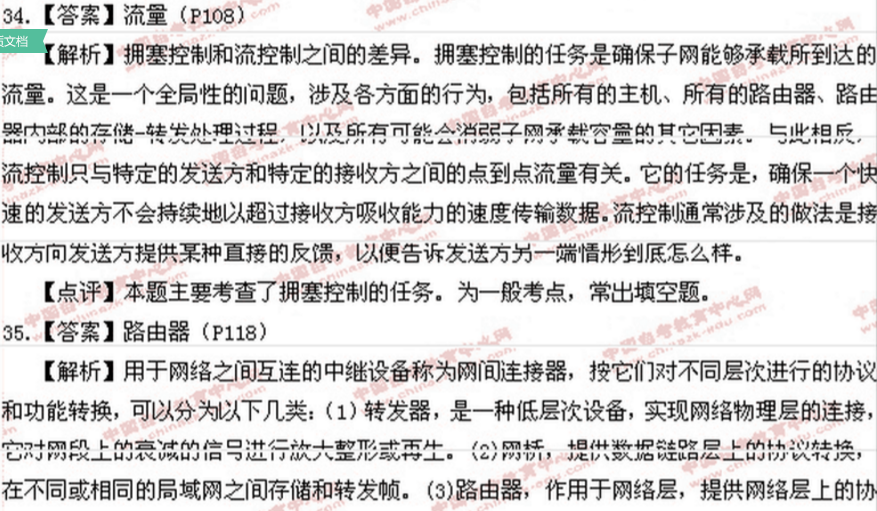 34.【答案】流量(P108)
后文档
【解析】拥塞控制和流控制之间的差异。拥塞控制的任务是确保子网能够承载所到达的
流量。这是一个全局性的问题，涉及各方面的行为，包括所有的主机、所有的路由器、路由
器内部的存储-转发处理过程，以及所有可能会消弱子网承载容量的其它因素。与此相反，
流控制只与特定的发送方和特定的接收方之间的点到点流量有关。它的任务是，确保一个快
速的发送方不会持续地以超过接收方吸收能力的速度传输数据。流控制通常涉及的做法是接
收方向发送方提供某种直接的反馈，以便告诉发送方另一端情形到底怎么样。
【点评】本题主要考查了拥塞控制的任务。为一般考点，常出填空题。
35.【答案】路由器(P118)
【解析】用于网络之间互连的中继设备称为网间连接器，按它们对不同层次进行的协议
和功能转换，可以分为以下几类：(1)转发器，是一种低层次设备，实现网络物理层的连接，
它对网段上的衰减的信号进行放大整形或再生。(2)网桥，提供数据链路层上的协议转换，
在不同或相同的局域网之间存储和转发帧。(3)路由器，作用于网络层，提供网络层上的协